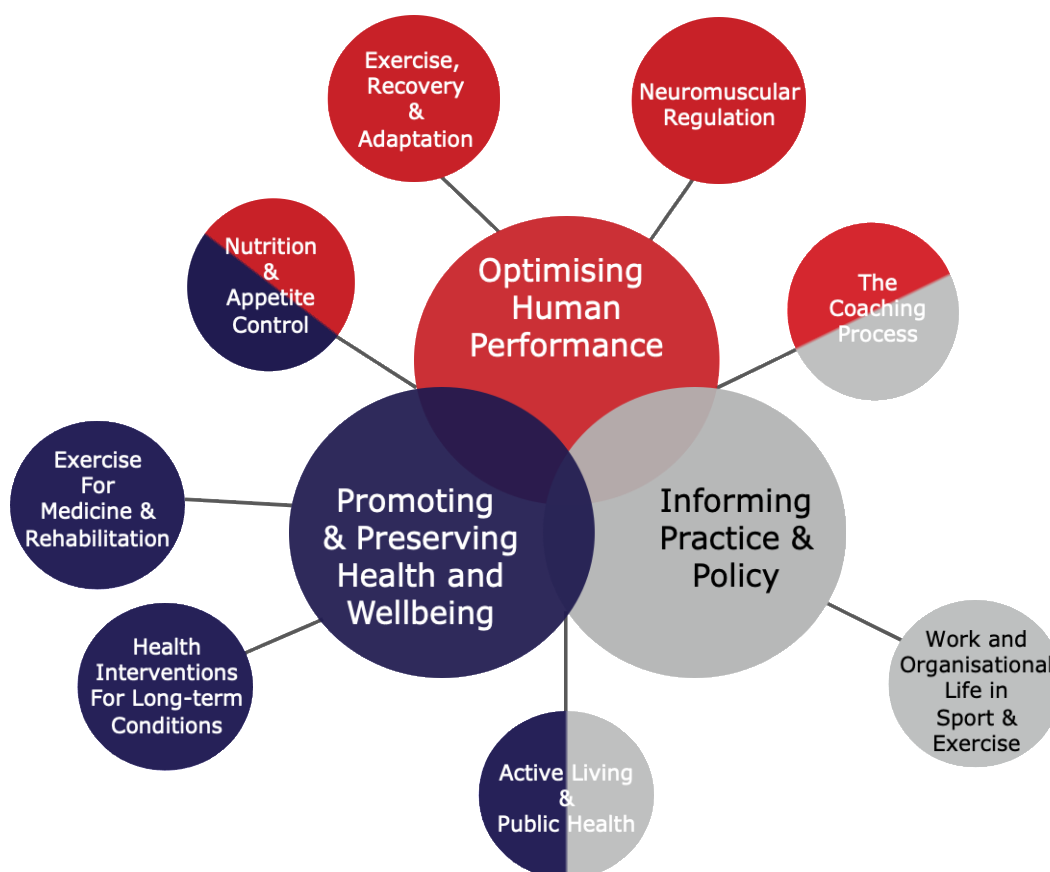 Exercise,
Recovery
&
Adaptation
Neuromuscular
Regulation
Nutrition
&
Appetite
Control
Optimising
Human
Performance
The
Coaching
Process
Exercise
For
Medicine &
Rehabilitation
Promoting
& Preserving
Health and
Wellbeing
Informing
Practice &
Policy
Health
Interventions
For Long-term
Conditions
Work and
Organisational
Life in
Sport &
Exercise
Active Living
&
Public Health